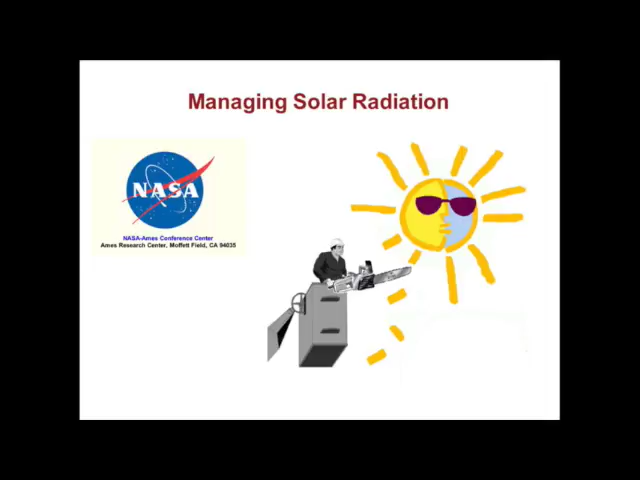 Managing Solar Radiation
NASA
NASA-Ames Conference Center
Ames Research Center, Moffett Field, CA 94035